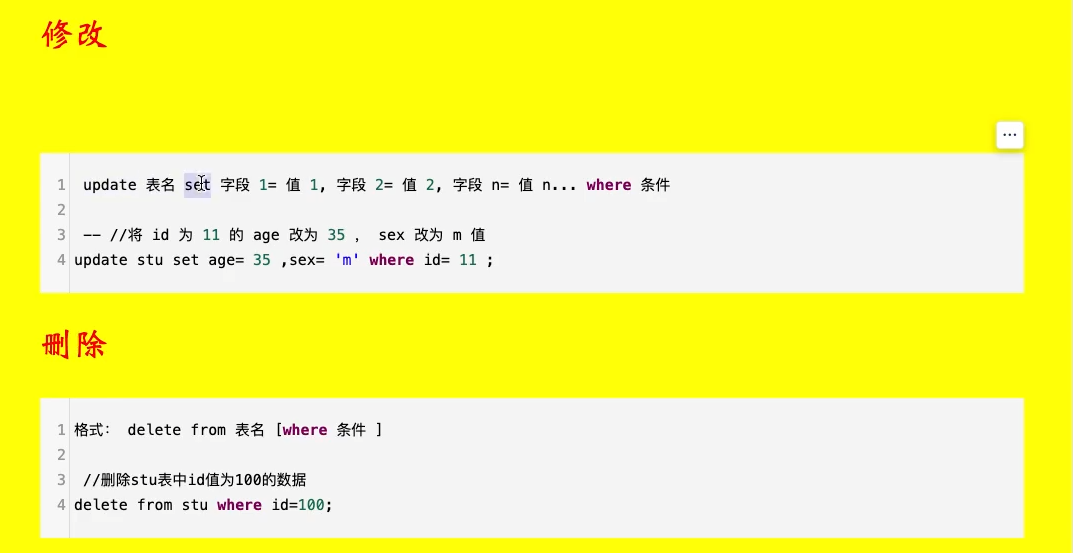 修改
...
1 update 表名 set 字段 1= 值 1, 字段 2= 值 2, 字段 n= 值 n... where 条件
2
3 -- //将 id 为 11 的 age 改为 35 , sex 改为 m 值
4 update stu set age= 35 ,sex= 'm' where id= 11 ;
删除
1 格式: delete from 表名 [where 条件 ]
2
3 //删除stu表中id值为100的数据
4 delete from stu where id=100;